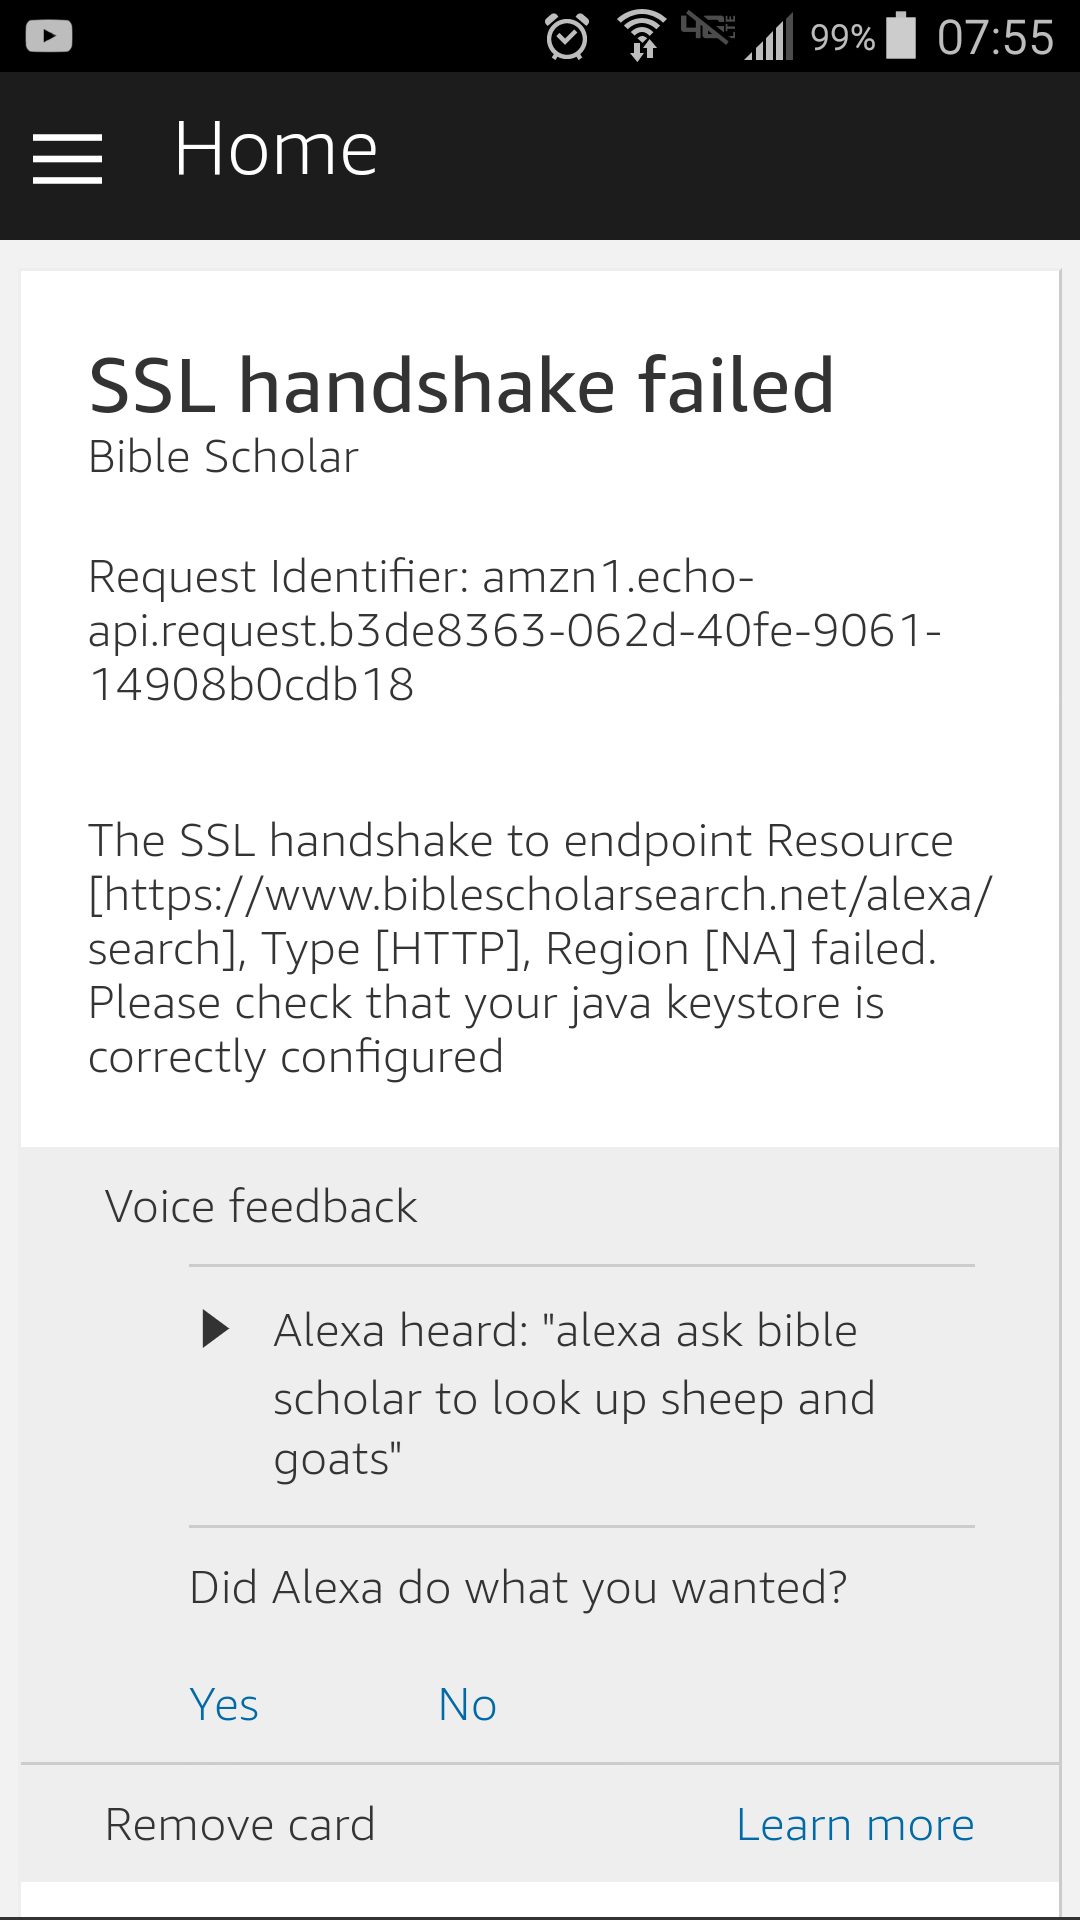 99% 07:55
Home
SSL handshake failed
Bible Scholar
Request Identifier: amzn1.echo-
api.request.b3de8363-062d-40fe-9061-
14908b0cdb18
The SSL handshake to endpoint Resource
[https://www.biblescholarsearch.net/alexa/
search], Type [HTTP], Region [NA] failed.
Please check that your java keystore is
correctly configured
Voice feedback
Alexa heard: "alexa ask bible
scholar to look up sheep and
goats"
Did Alexa do what you wanted?
Yes No
Remove card Learn more